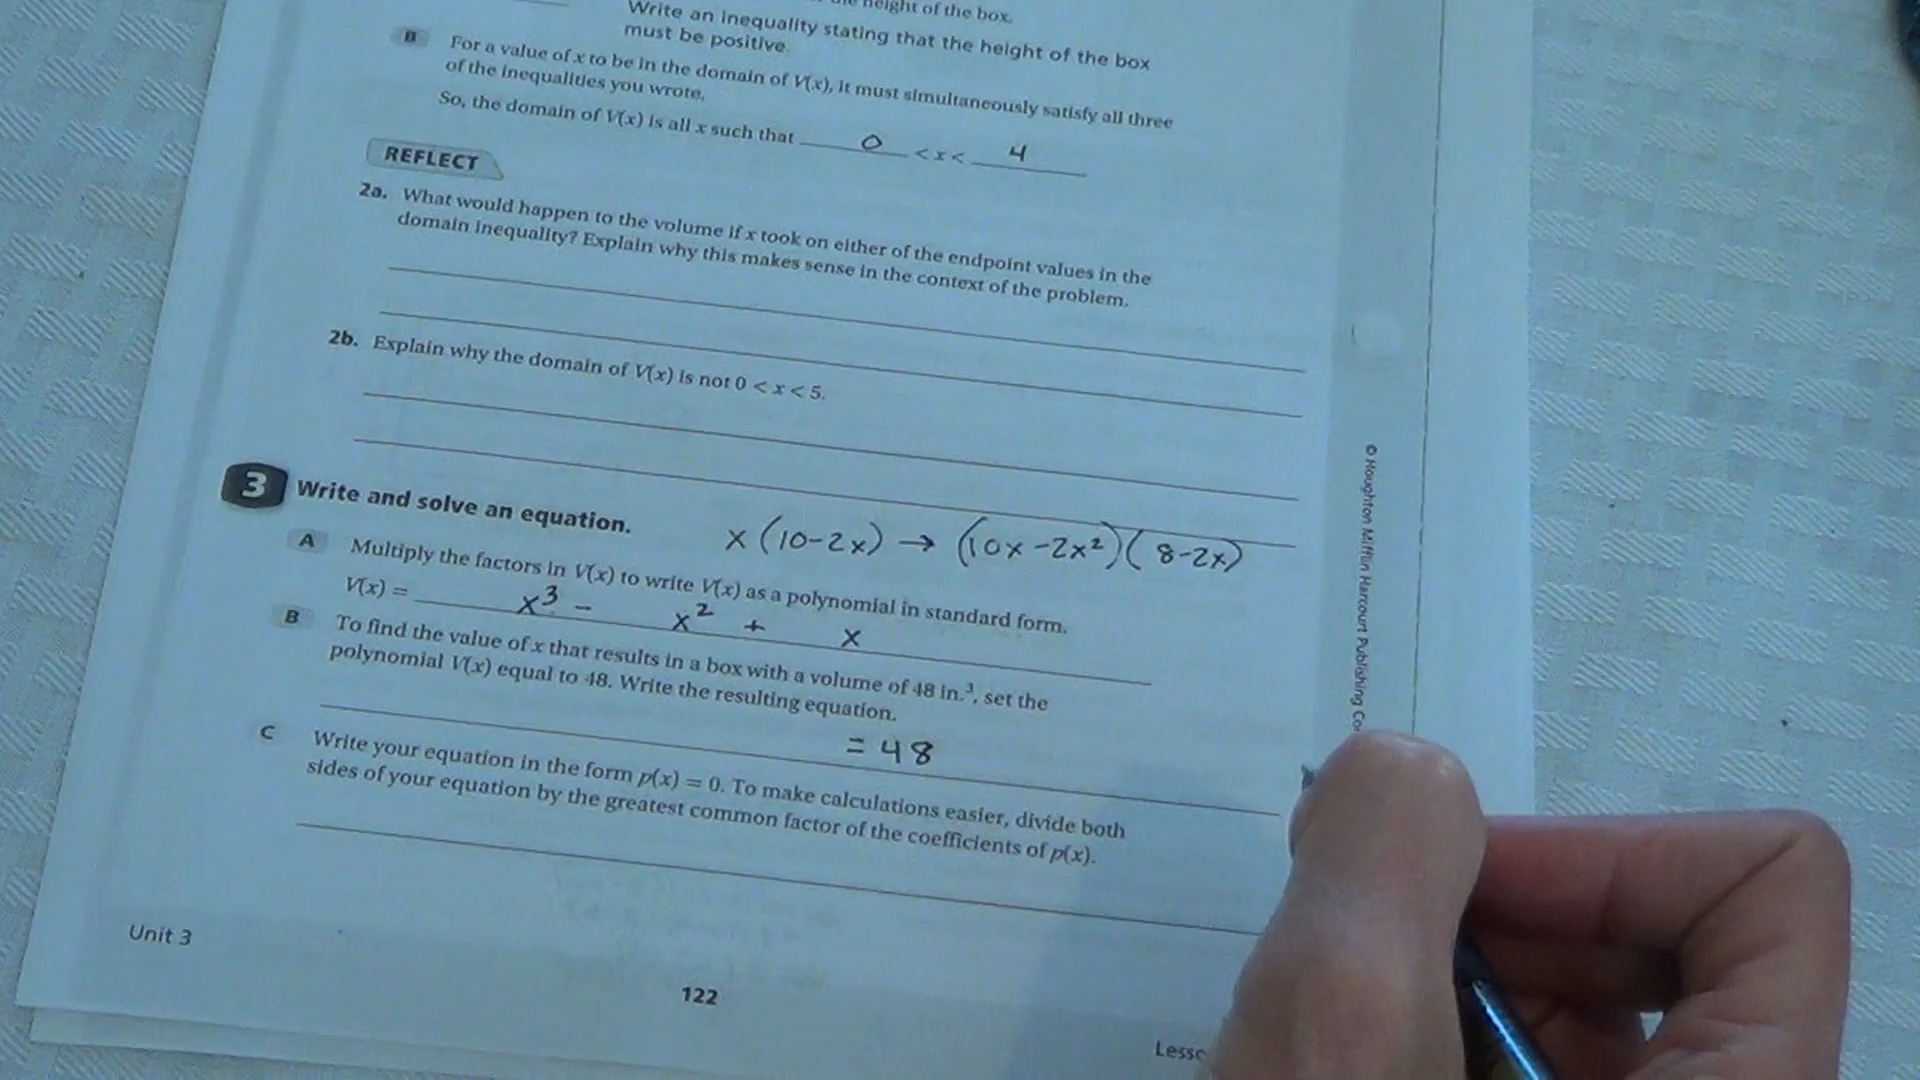 height of the box.
Write an inequality stating that the height of the box
must be positive.
B For a value of x to be in the domain of V(x), it must simultaneously satisfy all three
of the inequalities you wrote.
So, the domain of V(x) is all x such that 0 < x < 4
REFLECT
2a. What would happen to the volume if x took on either of the endpoint values in the
domain inequality? Explain why this makes sense in the context of the problem.
2b. Explain why the domain of V(x) is not 0 < x < 5.
3 Write and solve an equation.
x(10-2x) → (10x-2x²)(8-2x)
A Multiply the factors in V(x) to write V(x) as a polynomial in standard form.
V(x) = x³ - x² + x
B To find the value of x that results in a box with a volume of 48 in.³, set the
polynomial V(x) equal to 48. Write the resulting equation.
= 48
C Write your equation in the form p(x) = 0. To make calculations easier, divide both
sides of your equation by the greatest common factor of the coefficients of p(x).
Unit 3
122
© Houghton Mifflin Harcourt Publishing